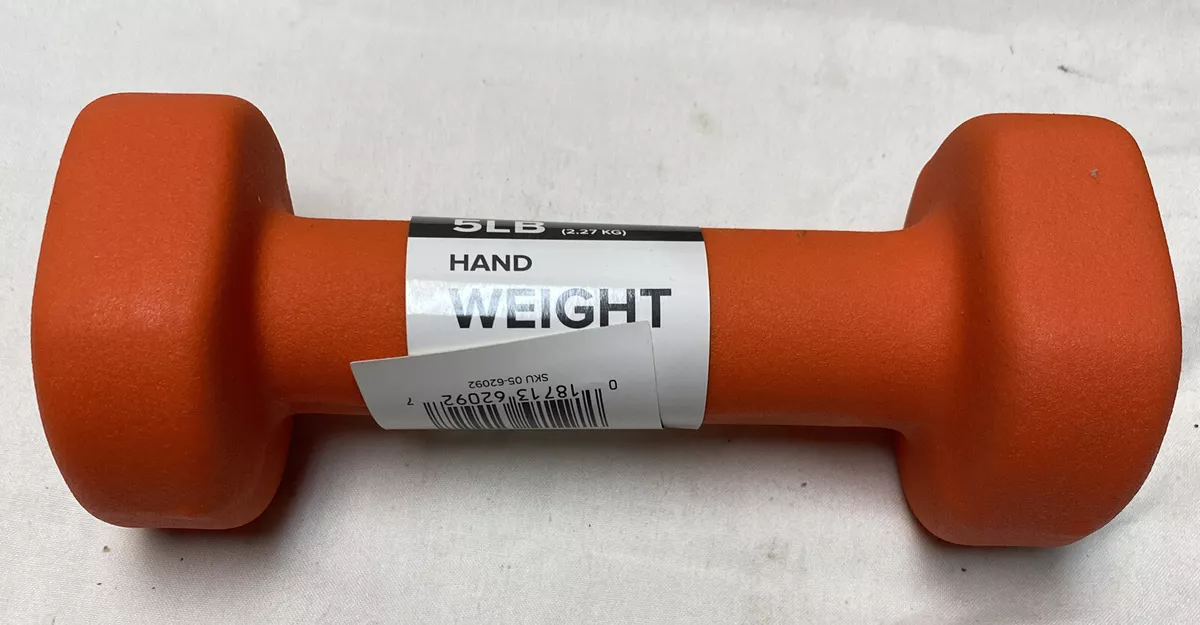 5LB (2.27 KG)
HAND
WEIGHT
SKU 05-62092
0 18713 62092 7